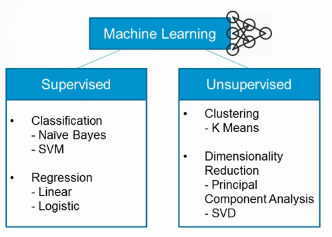 Machine Learning
Supervised
• Classification
- Naïve Bayes
- SVM
• Regression
- Linear
- Logistic
Unsupervised
• Clustering
- K Means
• Dimensionality
Reduction
- Principal
Component Analysis
- SVD